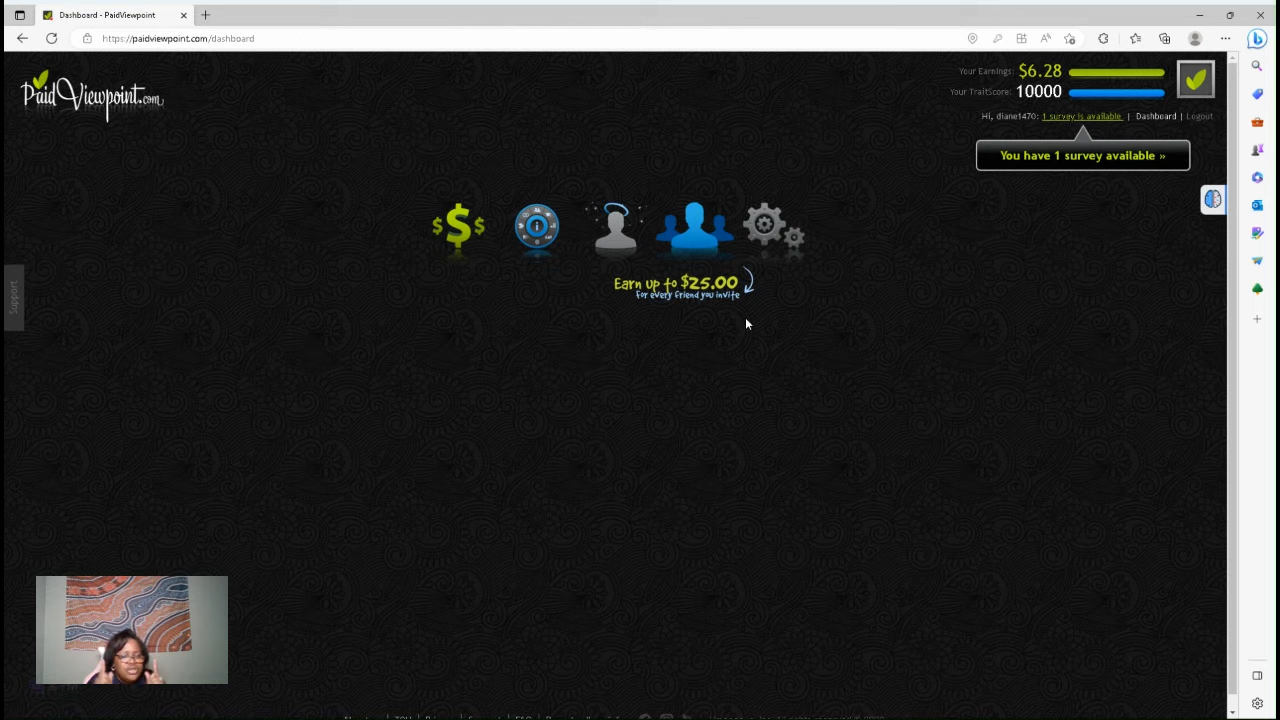 Dashboard - PaidViewpoint
https://paidviewpoint.com/dashboard
PaidViewpoint.com
Your Earnings: $6.28
Your TraitScore: 10000
Hi, diane1470: 1 survey is available | Dashboard | Logout
You have 1 survey available »
Support
Earn up to $25.00
for every friend you invite